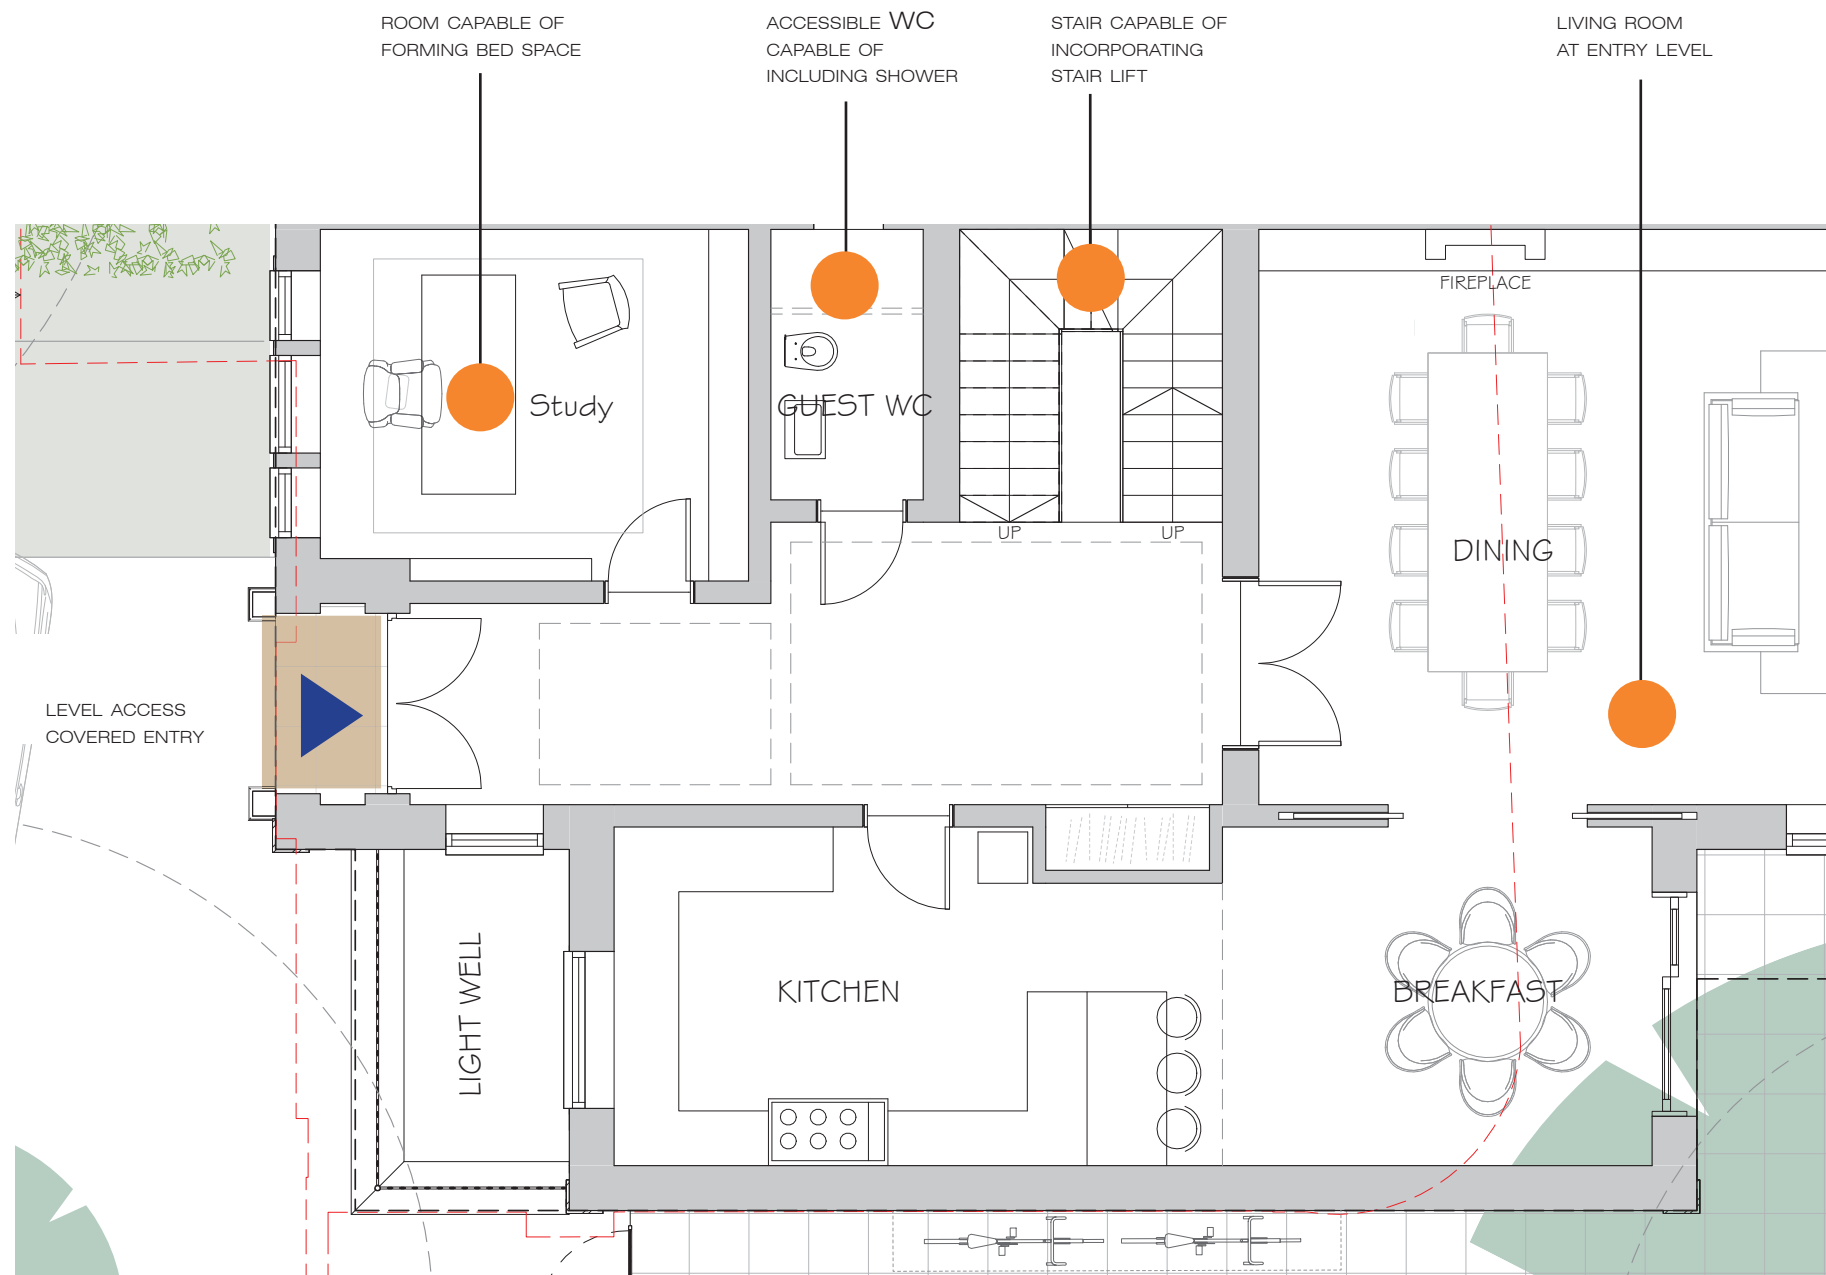 ROOM CAPABLE OF
FORMING BED SPACE
ACCESSIBLE WC
CAPABLE OF
INCLUDING SHOWER
STAIR CAPABLE OF
INCORPORATING
STAIR LIFT
LIVING ROOM
AT ENTRY LEVEL
FIREPLACE
Study
GUEST WC
UP
UP
DINING
LEVEL ACCESS
COVERED ENTRY
LIGHT WELL
KITCHEN
BREAKFAST